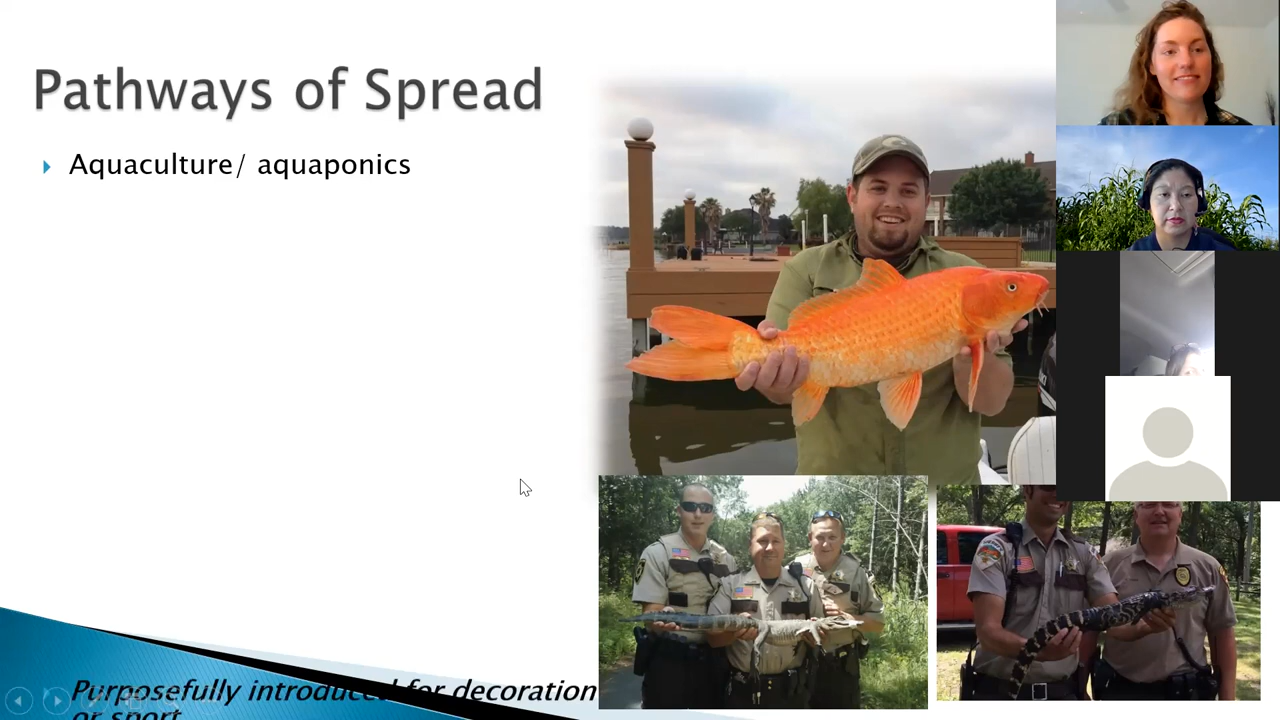 Pathways of Spread
Aquaculture/ aquaponics
Purposefully introduced for decoration
or sport